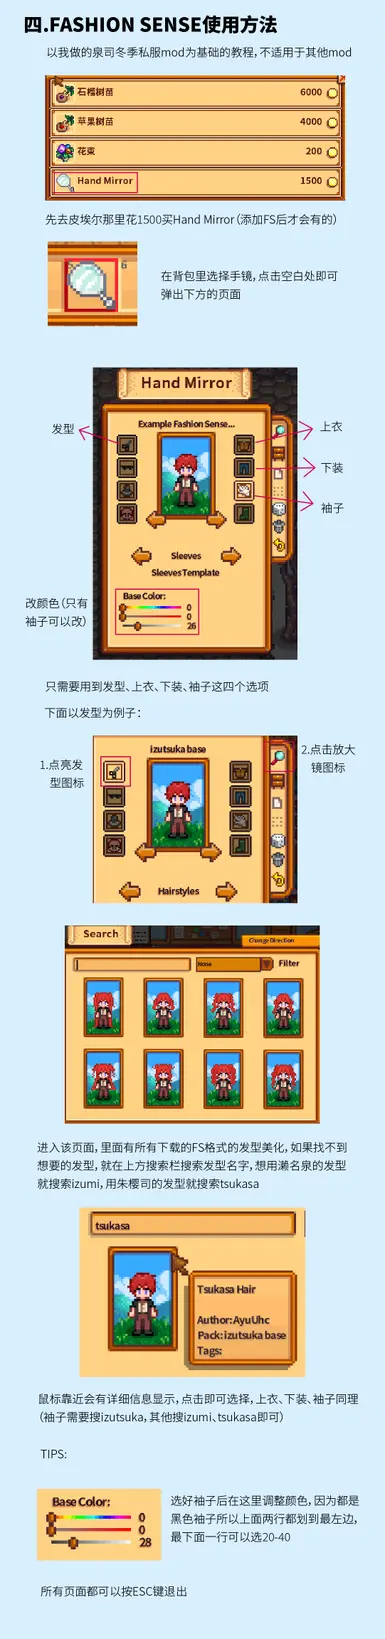 四.FASHION SENSE使用方法
以我做的泉司冬季私服mod为基础的教程,不适用于其他mod
石榴树苗 6000
苹果树苗 4000
花束 200
Hand Mirror 1500
先去皮埃尔那里花1500买Hand Mirror(添加FS后才会有的)
6
在背包里选择手镜,点击空白处即可
弹出下方的页面
Hand Mirror
Example Fashion Sense...
发型
上衣
下装
袖子
Sleeves
Sleeves Template
改颜色(只有
袖子可以改)
Base Color:
0
0
26
只需要用到发型、上衣、下装、袖子这四个选项
下面以发型为例子:
izutsuka base
1.点亮发
型图标
2.点击放大
镜图标
Hairstyles
Search
Change Direction
None
Filter
进入该页面,里面有所有下载的FS格式的发型美化,如果找不到
想要的发型,就在上方搜索栏搜索发型名字,想用濑名泉的发型
就搜索izumi,用朱樱司的发型就搜索tsukasa
tsukasa
Tsukasa Hair
Author: AyuUhc
Pack: izutsuka base
Tags:
鼠标靠近会有详细信息显示,点击即可选择,上衣、下装、袖子同理
(袖子需要搜izutsuka,其他搜izumi、tsukasa即可)
TIPS:
Base Color:
0
0
28
选好袖子后在这里调整颜色,因为都是
黑色袖子所以上面两行都划到最左边,
最下面一行可以选20-40
所有页面都可以按ESC键退出